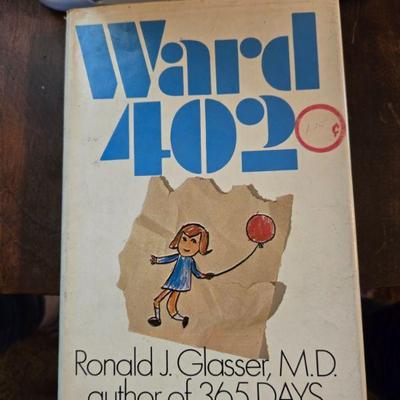 Ward
402
Ronald J. Glasser, M.D.
author of 365 DAYS